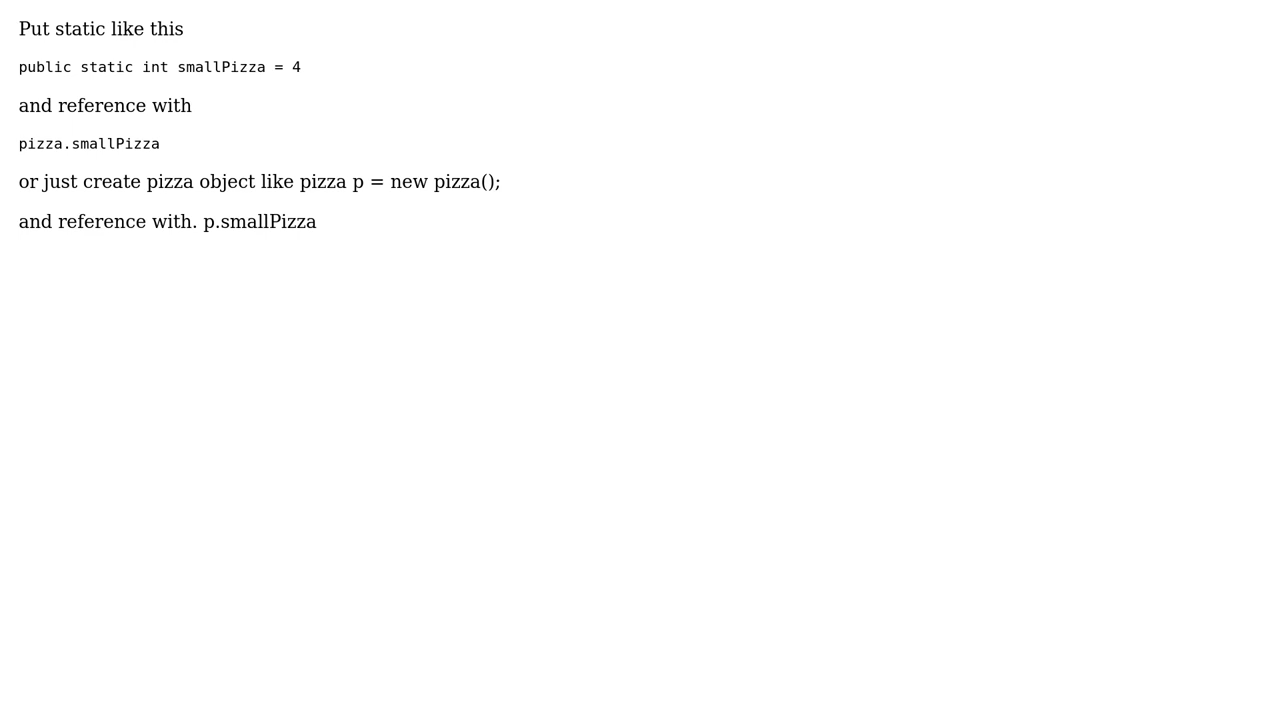 Put static like this
public static int smallPizza = 4
and reference with
pizza.smallPizza
or just create pizza object like pizza p = new pizza();
and reference with. p.smallPizza